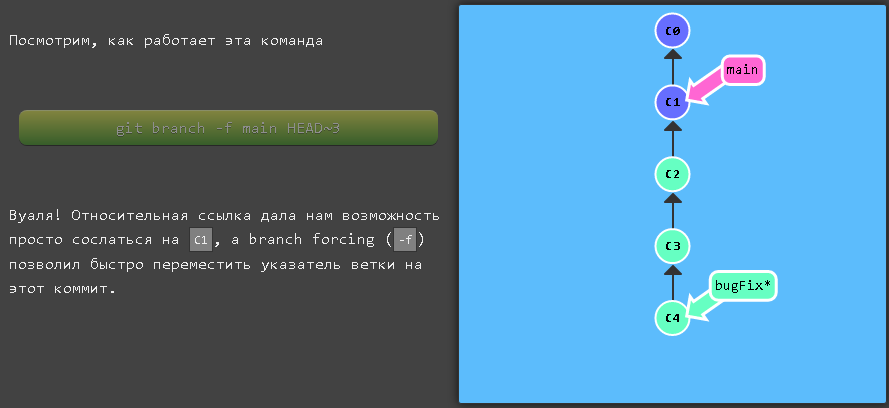 Посмотрим, как работает эта команда
git branch -f main HEAD~3
Вуаля! Относительная ссылка дала нам возможность
просто сослаться на C1, а branch forcing (-f)
позволил быстро переместить указатель ветки на
этот коммит.
C0
main
C1
C2
C3
bugFix*
C4